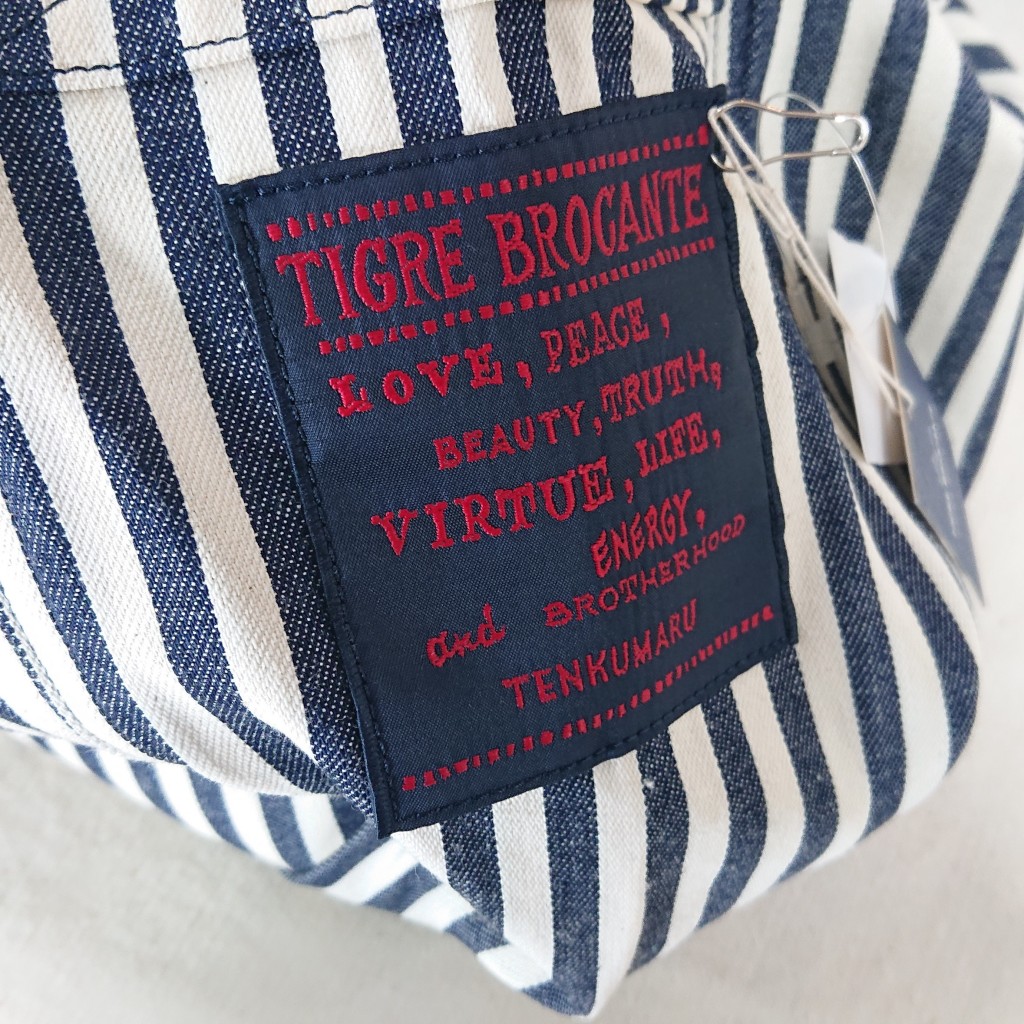 TIGRE BROCANTE
LOVE, PEACE,
BEAUTY, TRUTH,
VIRTUE, LIFE,
ENERGY,
and BROTHERHOOD
TENKUMARU